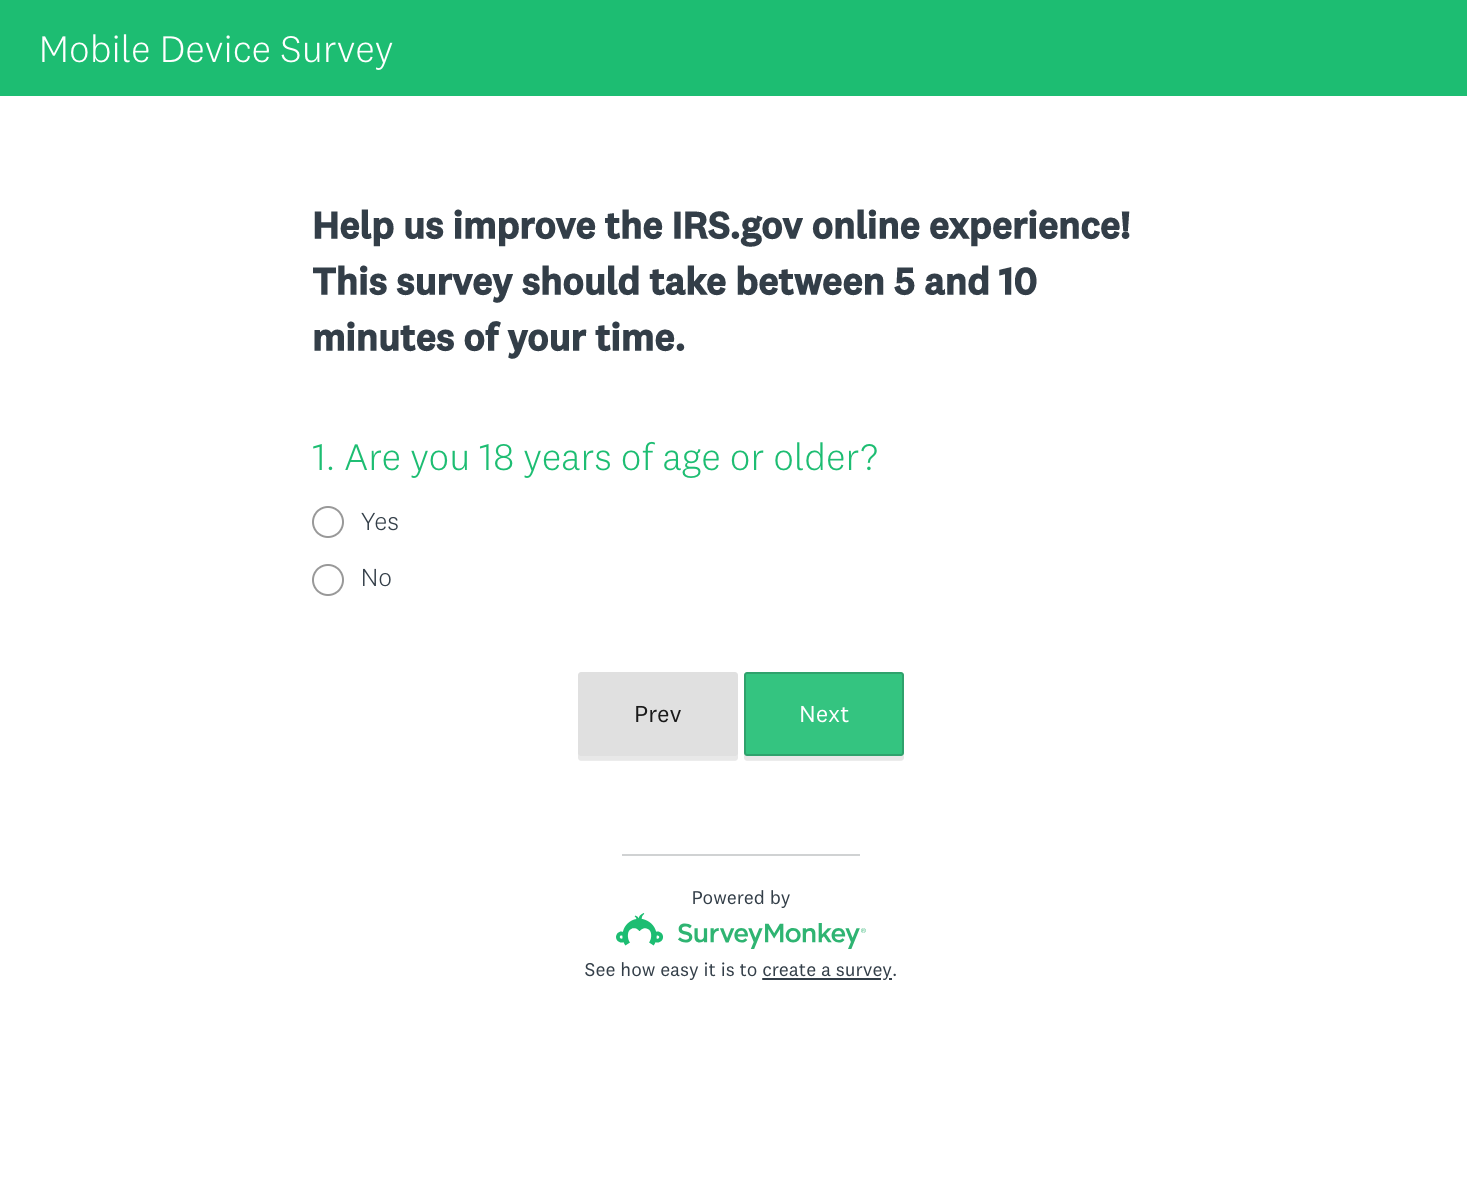 Mobile Device Survey
Help us improve the IRS.gov online experience!
This survey should take between 5 and 10
minutes of your time.
1. Are you 18 years of age or older?
Yes
No
Prev
Next
Powered by
SurveyMonkey®
See how easy it is to create a survey.